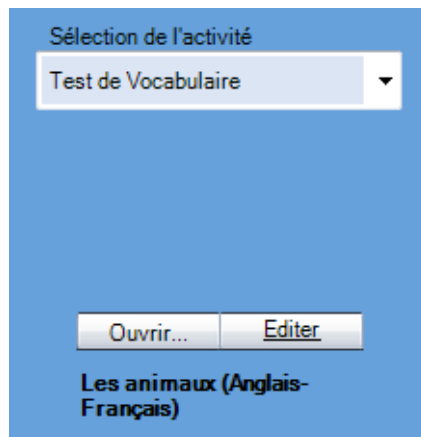 Sélection de l'activité
Test de Vocabulaire
Ouvrir... Editer
Les animaux (Anglais-
Français)